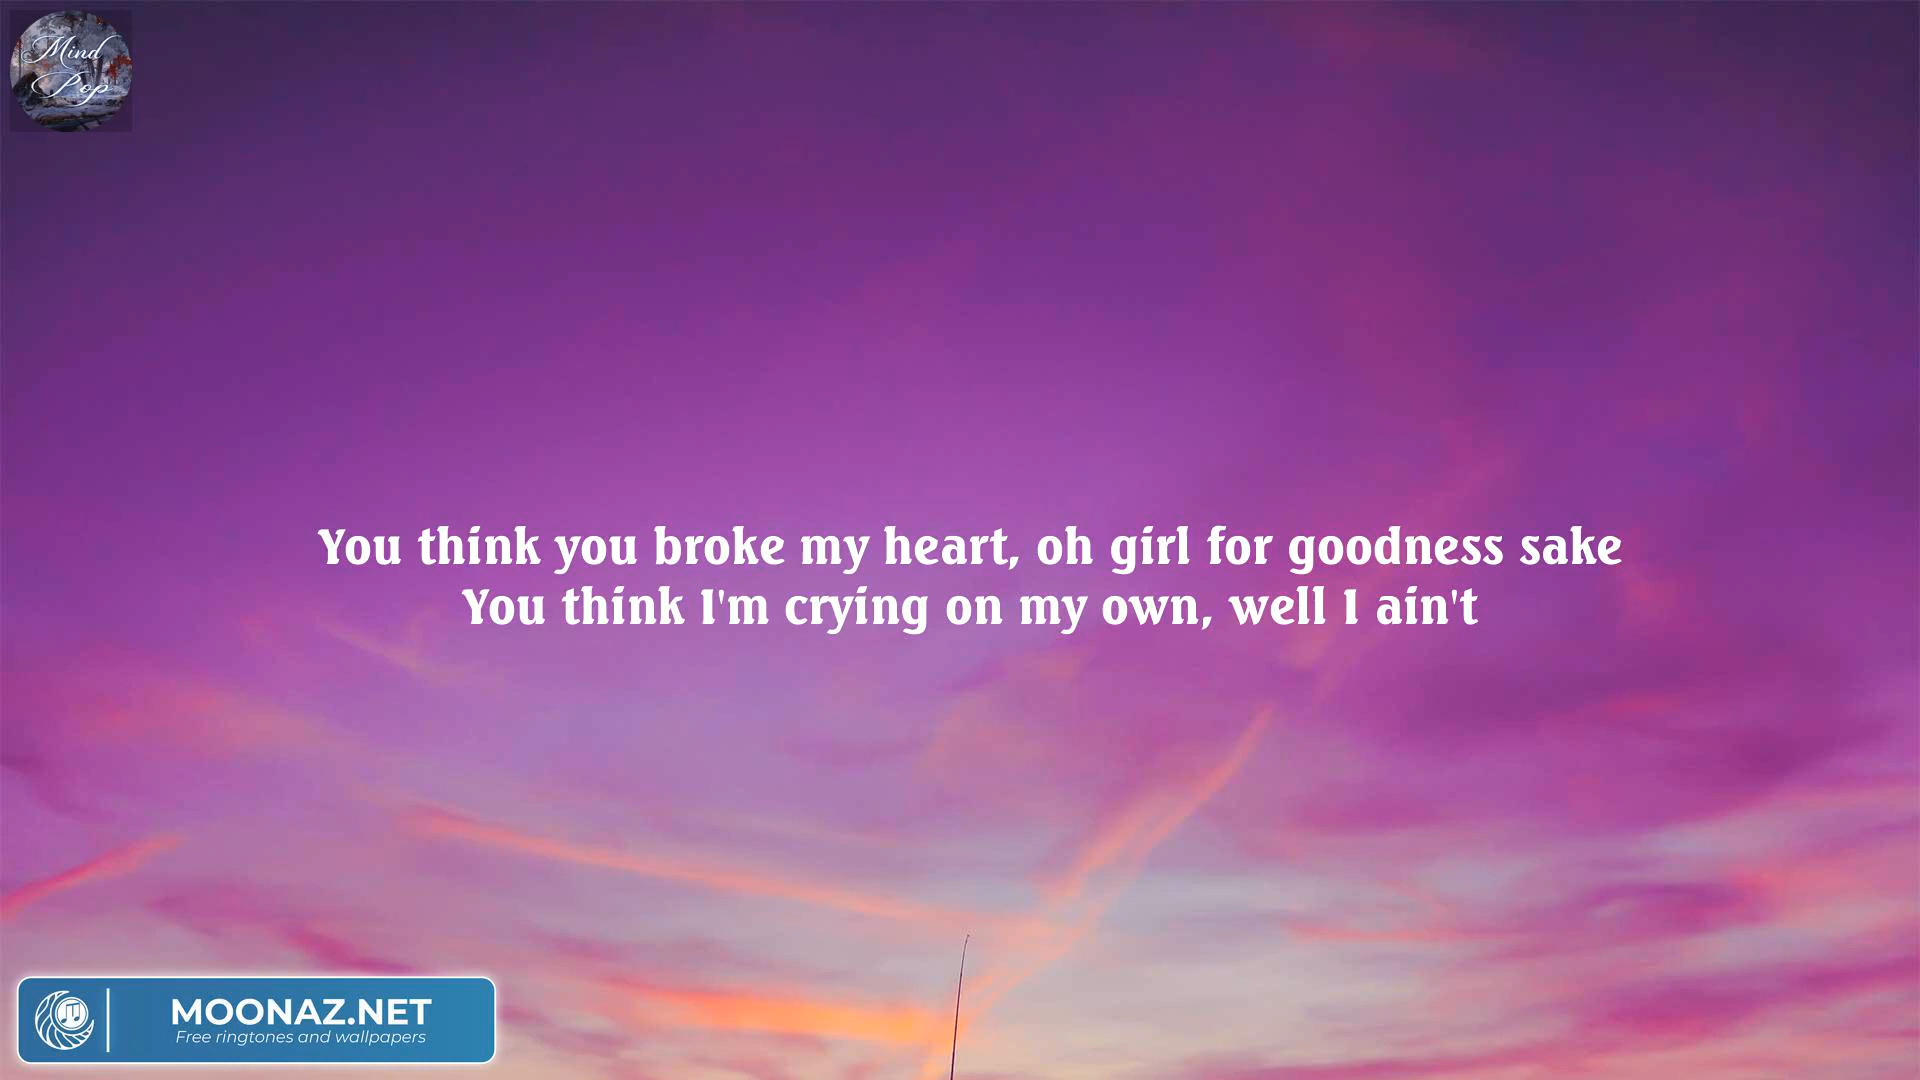 Mind
Pop
You think you broke my heart, oh girl for goodness sake
You think I'm crying on my own, well I ain't
MOONAZ.NET
Free ringtones and wallpapers